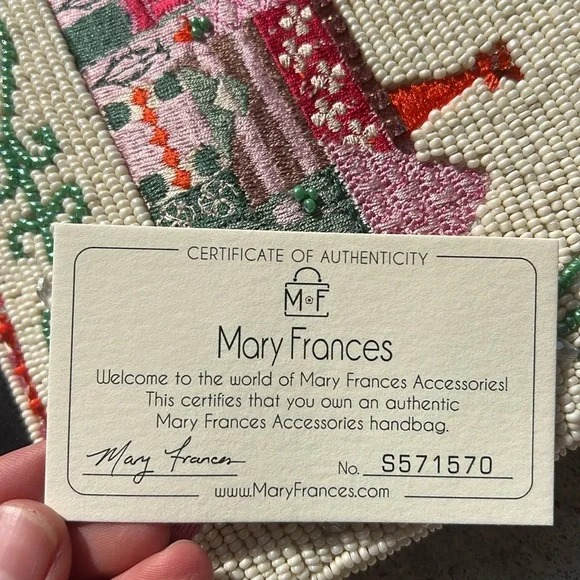 CERTIFICATE OF AUTHENTICITY
M F
Mary Frances
Welcome to the world of Mary Frances Accessories!
This certifies that you own an authentic
Mary Frances Accessories handbag.
Mary Frances
No. S571570
www.MaryFrances.com